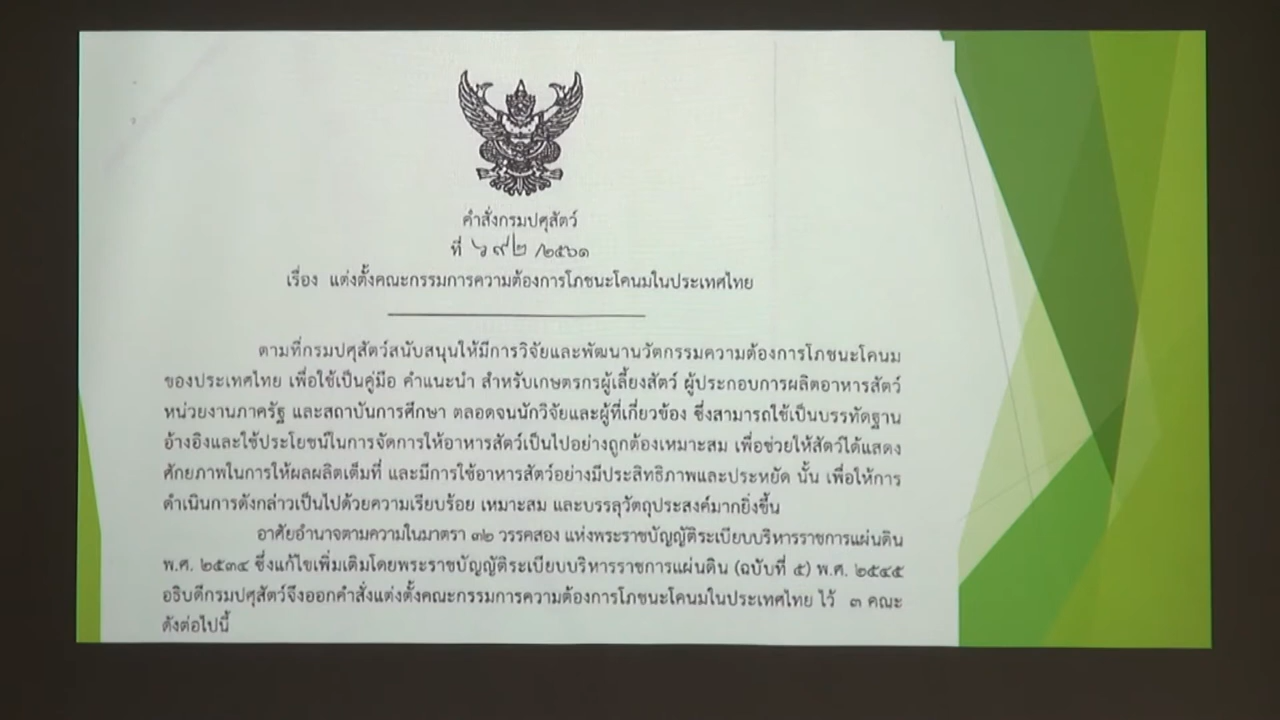 คำสั่งกรมปศุสัตว์
ที่ ๖๙๒ /๒๕๖๑
เรื่อง แต่งตั้งคณะกรรมการความต้องการโภชนะโคนมในประเทศไทย
ตามที่กรมปศุสัตว์สนับสนุนให้มีการวิจัยและพัฒนานวัตกรรมความต้องการโภชนะโคนม
ของประเทศไทย เพื่อใช้เป็นคู่มือ คำแนะนำ สำหรับเกษตรกรผู้เลี้ยงสัตว์ ผู้ประกอบการผลิตอาหารสัตว์
หน่วยงานภาครัฐ และสถาบันการศึกษา ตลอดจนนักวิจัยและผู้ที่เกี่ยวข้อง ซึ่งสามารถใช้เป็นบรรทัดฐาน
อ้างอิงและใช้ประโยชน์ในการจัดการให้อาหารสัตว์เป็นไปอย่างถูกต้องเหมาะสม เพื่อช่วยให้สัตว์ได้แสดง
ศักยภาพในการให้ผลผลิตเต็มที่ และมีการใช้อาหารสัตว์อย่างมีประสิทธิภาพและประหยัด นั้น เพื่อให้การ
ดำเนินการดังกล่าวเป็นไปด้วยความเรียบร้อย เหมาะสม และบรรลุวัตถุประสงค์มากยิ่งขึ้น
อาศัยอำนาจตามความในมาตรา ๓๒ วรรคสอง แห่งพระราชบัญญัติระเบียบบริหารราชการแผ่นดิน
พ.ศ. ๒๕๓๔ ซึ่งแก้ไขเพิ่มเติมโดยพระราชบัญญัติระเบียบบริหารราชการแผ่นดิน (ฉบับที่ ๕) พ.ศ. ๒๕๔๕
อธิบดีกรมปศุสัตว์จึงออกคำสั่งแต่งตั้งคณะกรรมการความต้องการโภชนะโคนมในประเทศไทย ไว้ ๓ คณะ
ดังต่อไปนี้